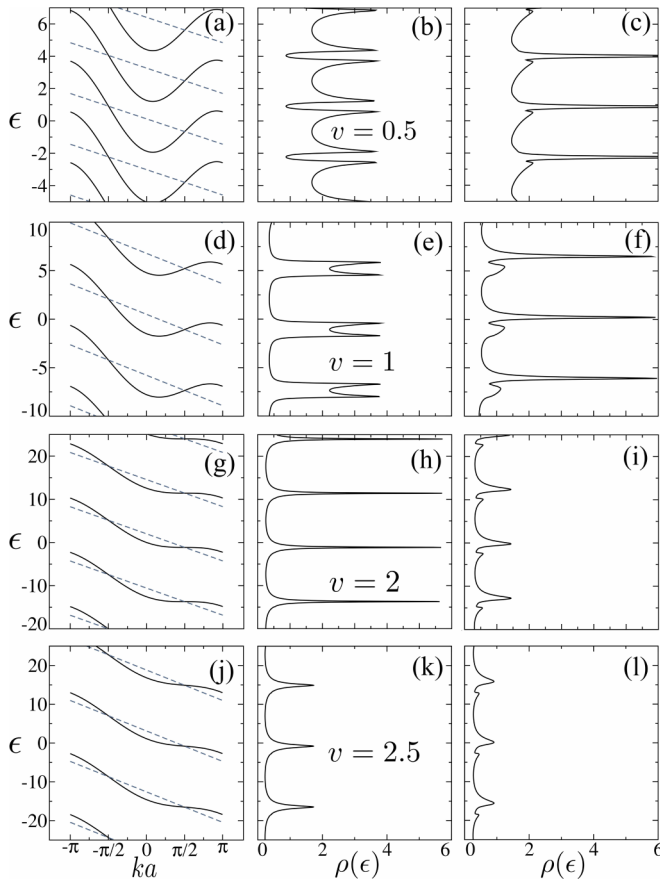 (a) (b) (c)
6
4
2
ϵ 0
-2
-4
v = 0.5
(d) (e) (f)
10
5
ϵ 0
-5
-10
v = 1
(g) (h) (i)
20
10
ϵ 0
-10
-20
v = 2
(j) (k) (l)
20
10
ϵ 0
-10
-20
v = 2.5
-π -π/2 0 π/2 π 0 2 4 0 2 4 6
ka ρ(ϵ) ρ(ϵ)